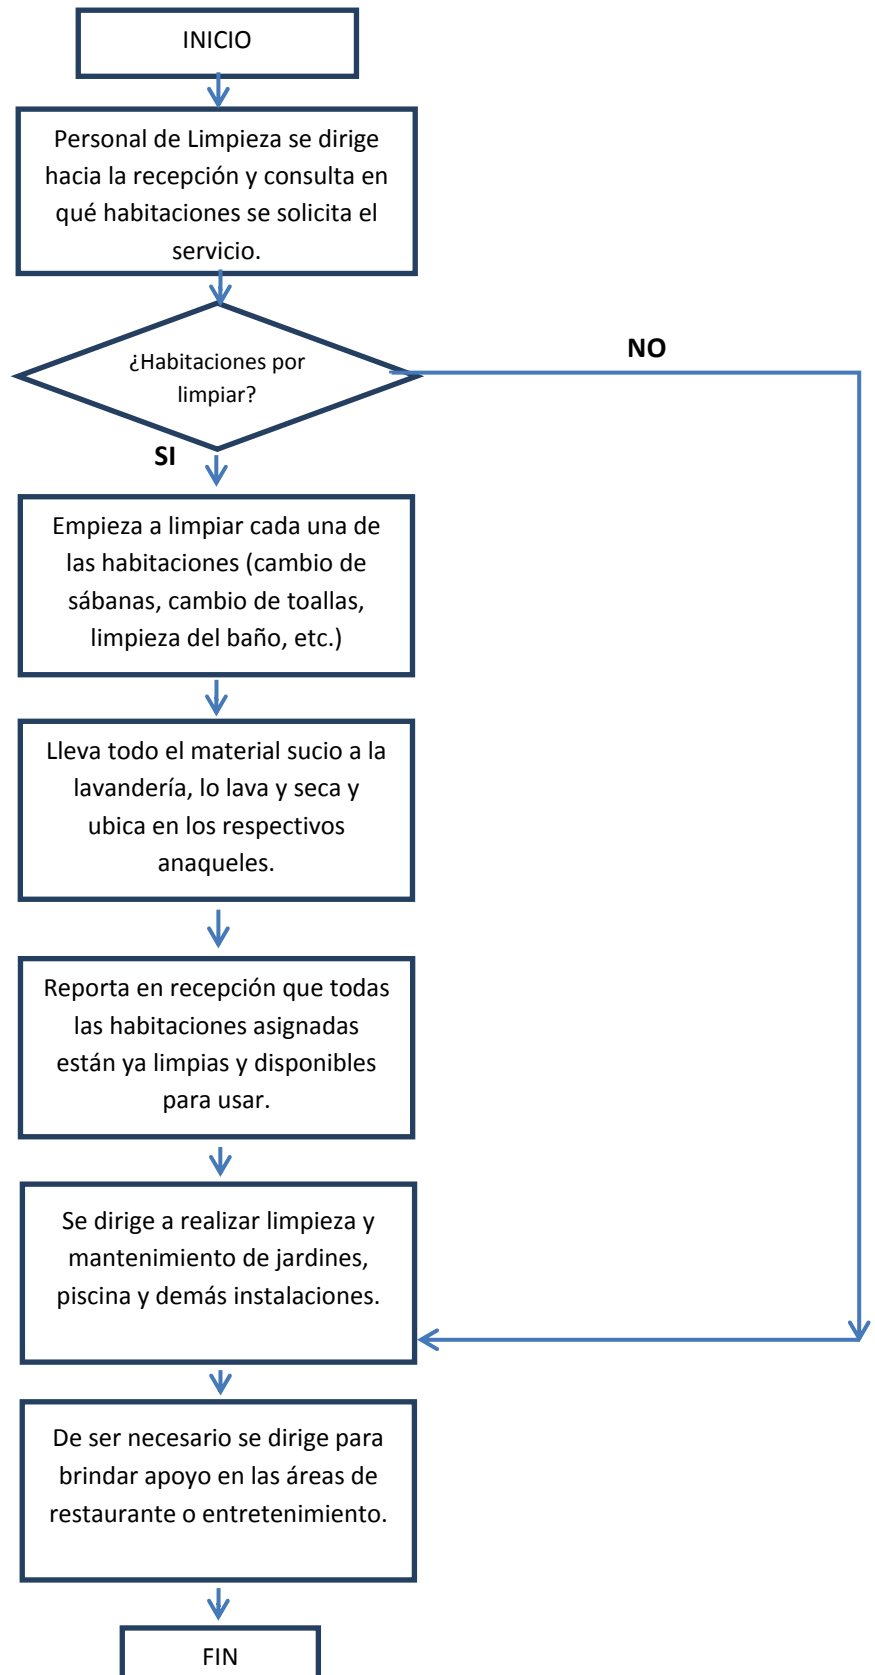 INICIO
Personal de Limpieza se dirige
hacia la recepción y consulta en
qué habitaciones se solicita el
servicio.
¿Habitaciones por
limpiar?
NO
SI
Empieza a limpiar cada una de
las habitaciones (cambio de
sábanas, cambio de toallas,
limpieza del baño, etc.)
Lleva todo el material sucio a la
lavandería, lo lava y seca y
ubica en los respectivos
anaqueles.
Reporta en recepción que todas
las habitaciones asignadas
están ya limpias y disponibles
para usar.
Se dirige a realizar limpieza y
mantenimiento de jardines,
piscina y demás instalaciones.
De ser necesario se dirige para
brindar apoyo en las áreas de
restaurante o entretenimiento.
FIN